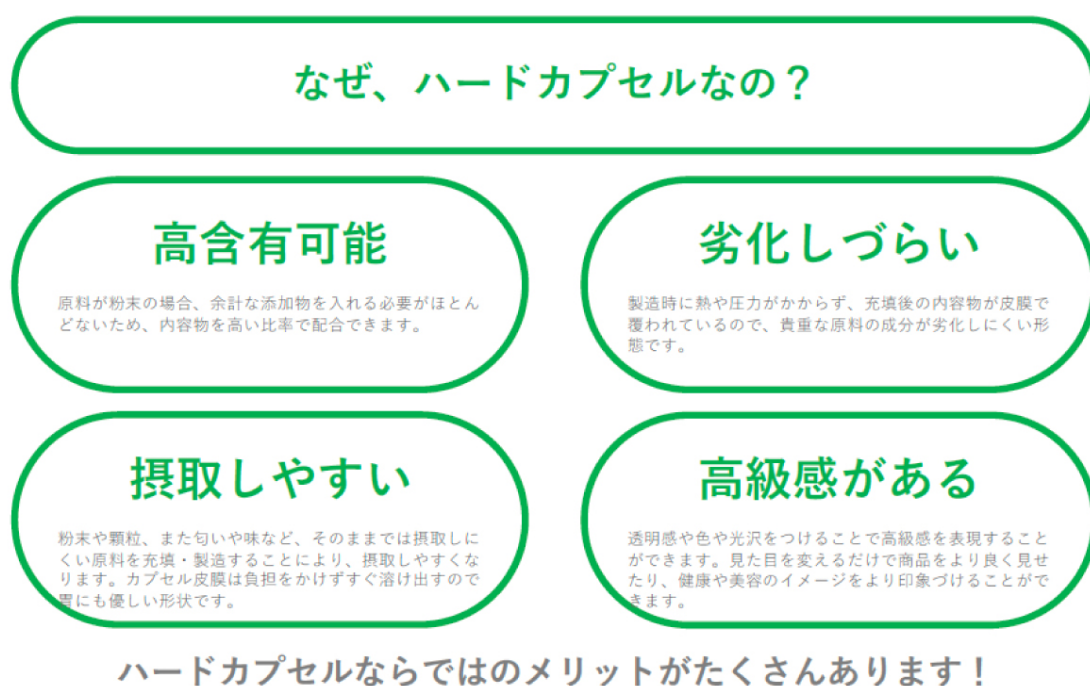 なぜ、ハードカプセルなの？
高含有可能
原料が粉末の場合、余計な添加物を入れる必要がほとん
どないため、内容物を高い比率で配合できます。
劣化しづらい
製造時に熱や圧力がかからず、充填後の内容物が皮膜で
覆われているので、貴重な原料の成分が劣化しにくい形
態です。
摂取しやすい
粉末や顆粒、また匂いや味など、そのままでは摂取しに
くい原料を充填・製造することにより、摂取しやすくな
ります。カプセル皮膜は負担をかけずすぐ溶け出すので
胃にも優しい形状です。
高級感がある
透明感や色や光沢をつけることで高級感を表現すること
ができます。見た目を変えるだけで商品をより良く見せ
たり、健康や美容のイメージをより印象づけることがで
きます。
ハードカプセルならではのメリットがたくさんあります！